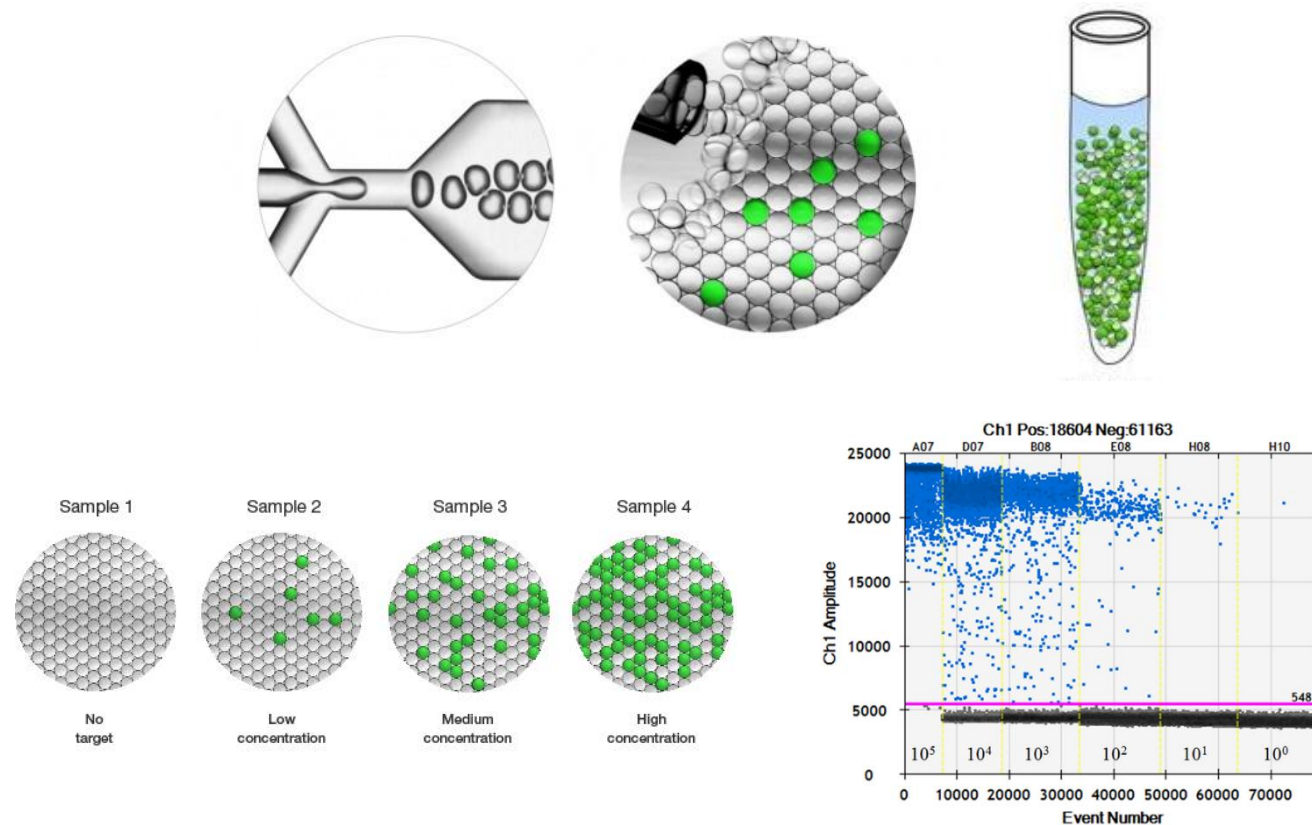 Sample 1
Sample 2
Sample 3
Sample 4
No
target
Low
concentration
Medium
concentration
High
concentration
Ch1 Pos:18604 Neg:61163
A07 D07 B08 E08 H08 H10
Ch1 Amplitude
25000
20000
15000
10000
5000
0
548
10⁵ 10⁴ 10³ 10² 10¹ 10⁰
0 10000 20000 30000 40000 50000 60000 70000
Event Number